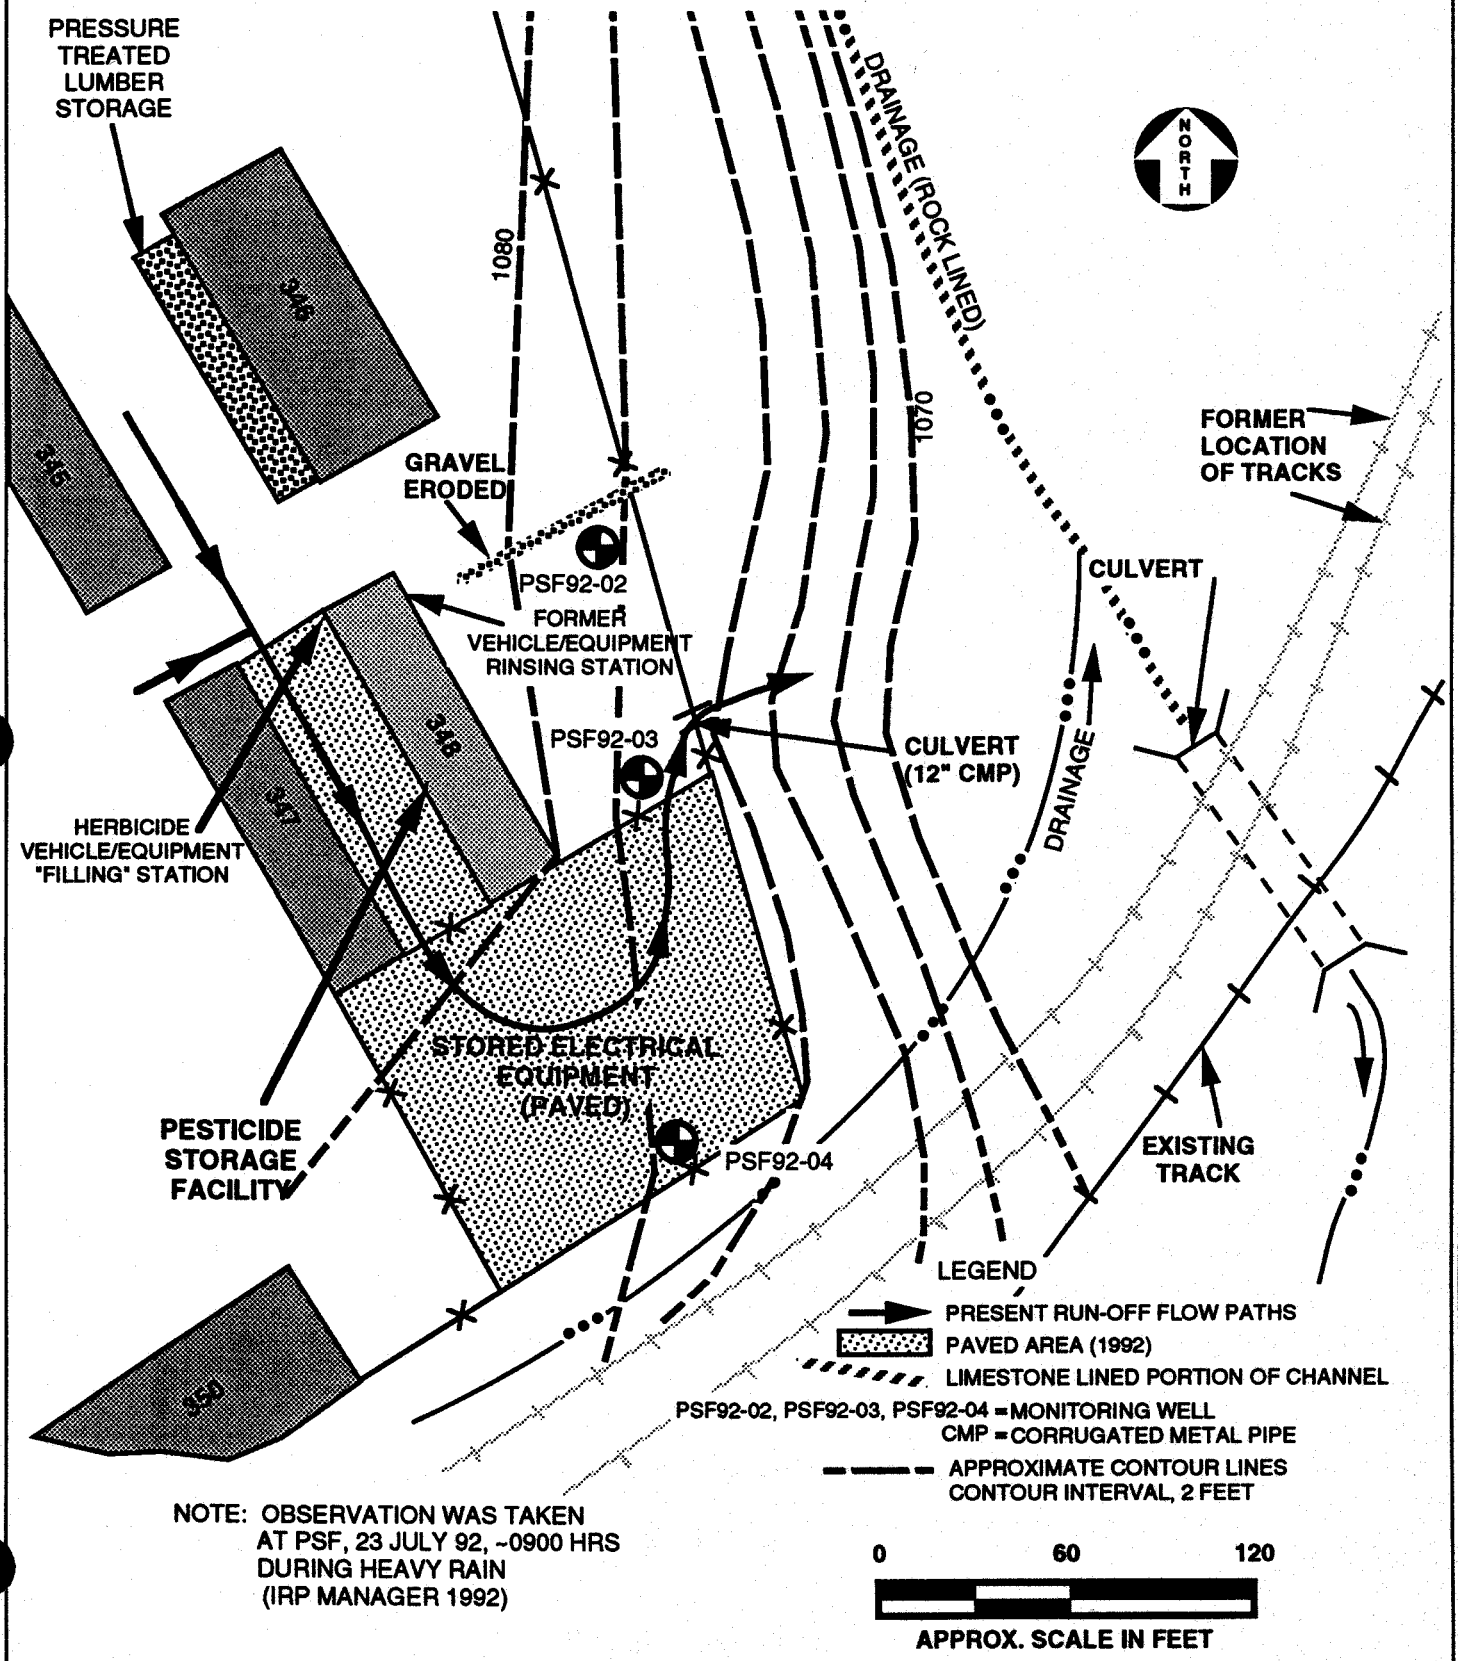 PRESSURE
TREATED
LUMBER
STORAGE
DRAINAGE (ROCK LINED)
NORTH
1080
346
345
1070
FORMER
LOCATION
OF TRACKS
GRAVEL
ERODED
PSF92-02
CULVERT
FORMER
VEHICLE/EQUIPMENT
RINSING STATION
348
PSF92-03
CULVERT
(12" CMP)
DRAINAGE
347
HERBICIDE
VEHICLE/EQUIPMENT
"FILLING" STATION
STORED ELECTRICAL
EQUIPMENT
(PAVED)
PESTICIDE
STORAGE
FACILITY
PSF92-04
EXISTING
TRACK
350
LEGEND
PRESENT RUN-OFF FLOW PATHS
PAVED AREA (1992)
LIMESTONE LINED PORTION OF CHANNEL
PSF92-02, PSF92-03, PSF92-04 = MONITORING WELL
CMP = CORRUGATED METAL PIPE
APPROXIMATE CONTOUR LINES
CONTOUR INTERVAL, 2 FEET
NOTE: OBSERVATION WAS TAKEN
AT PSF, 23 JULY 92, ~0900 HRS
DURING HEAVY RAIN
(IRP MANAGER 1992)
0 60 120
APPROX. SCALE IN FEET